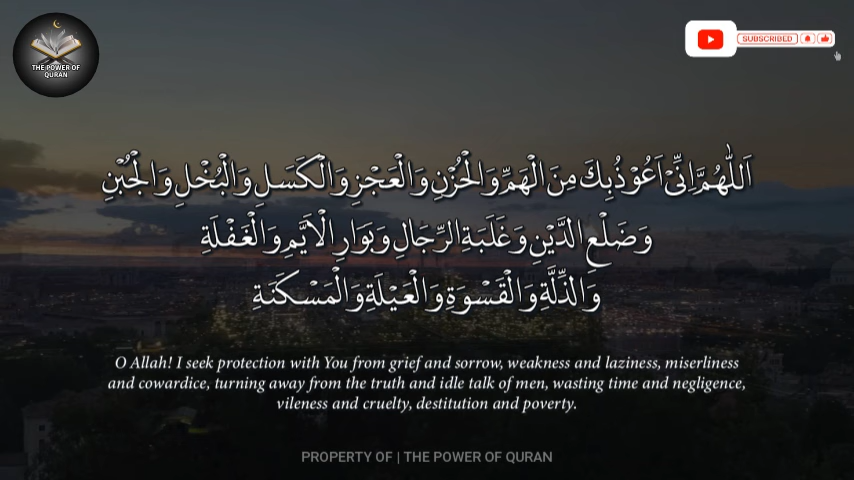 THE POWER OF
QURAN
SUBSCRIBED
اَللّٰهُمَّ اِنِّىْ اَعُوْذُ بِكَ مِنَ الْهَمِّ وَالْحُزْنِ وَالْعَجْزِ وَالْكَسَلِ وَالْبُخْلِ وَالْجُبْنِ
وَضَلْعِ الدَّيْنِ وَغَلَبَةِ الرِّجَالِ وَبَوَارِ الْاَيِّمِ وَالْغَفْلَةِ
وَالذِّلَّةِ وَالْقَسْوَةِ وَالْعَيْلَةِ وَالْمَسْكَنَةِ
O Allah! I seek protection with You from grief and sorrow, weakness and laziness, miserliness
and cowardice, turning away from the truth and idle talk of men, wasting time and negligence,
vileness and cruelty, destitution and poverty.
PROPERTY OF | THE POWER OF QURAN